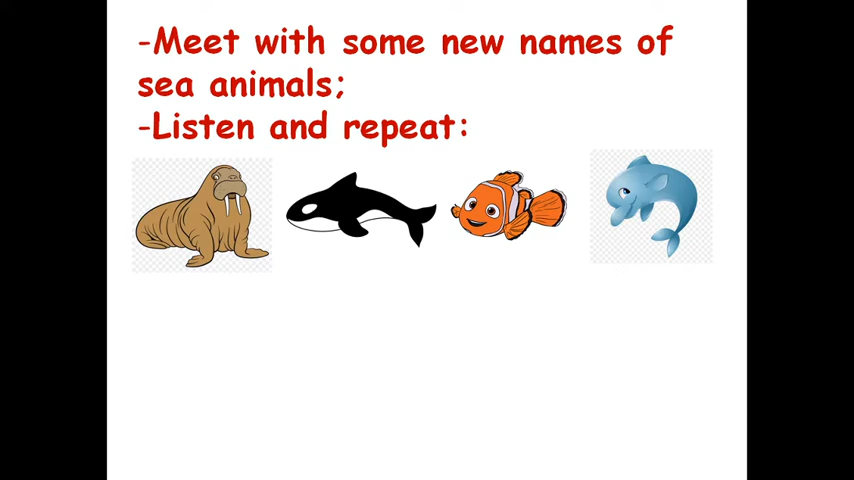 -Meet with some new names of
sea animals;
-Listen and repeat: